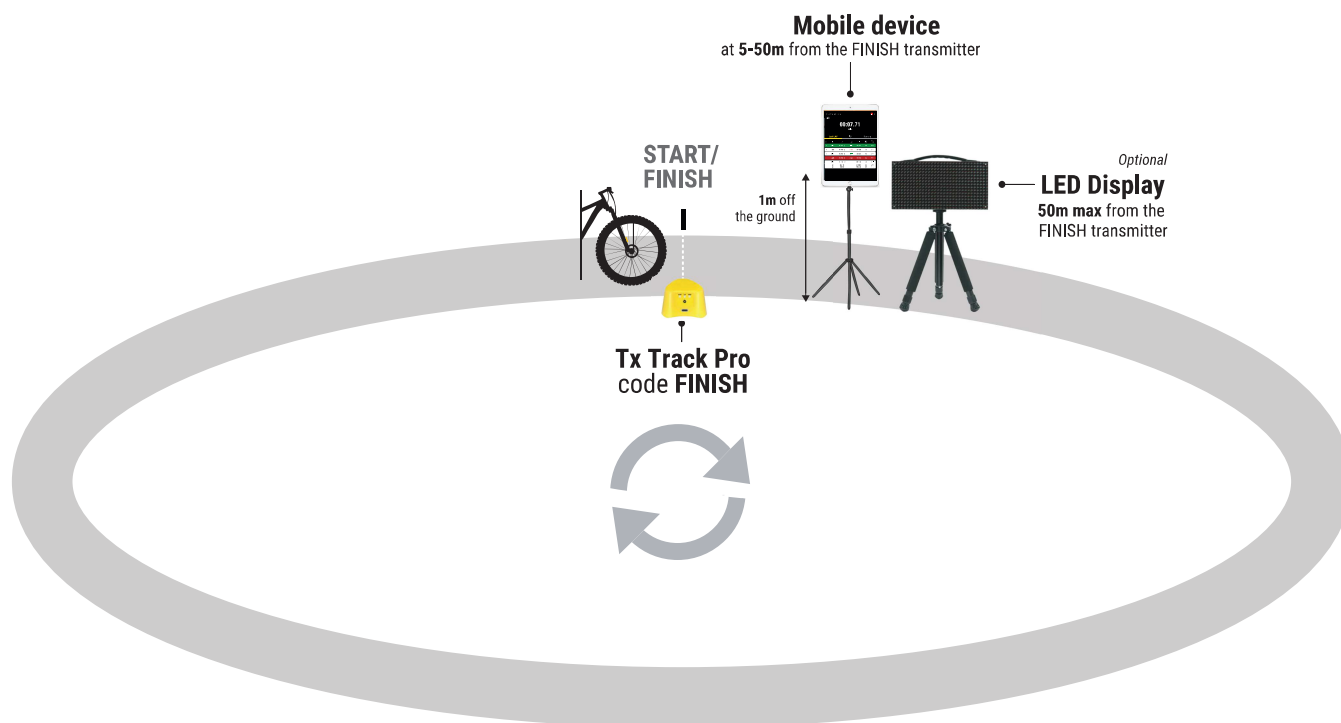 Mobile device
at 5-50m from the FINISH transmitter
00:07.71
START/
FINISH
1m off
the ground
Optional
LED Display
50m max from the
FINISH transmitter
Tx Track Pro
code FINISH